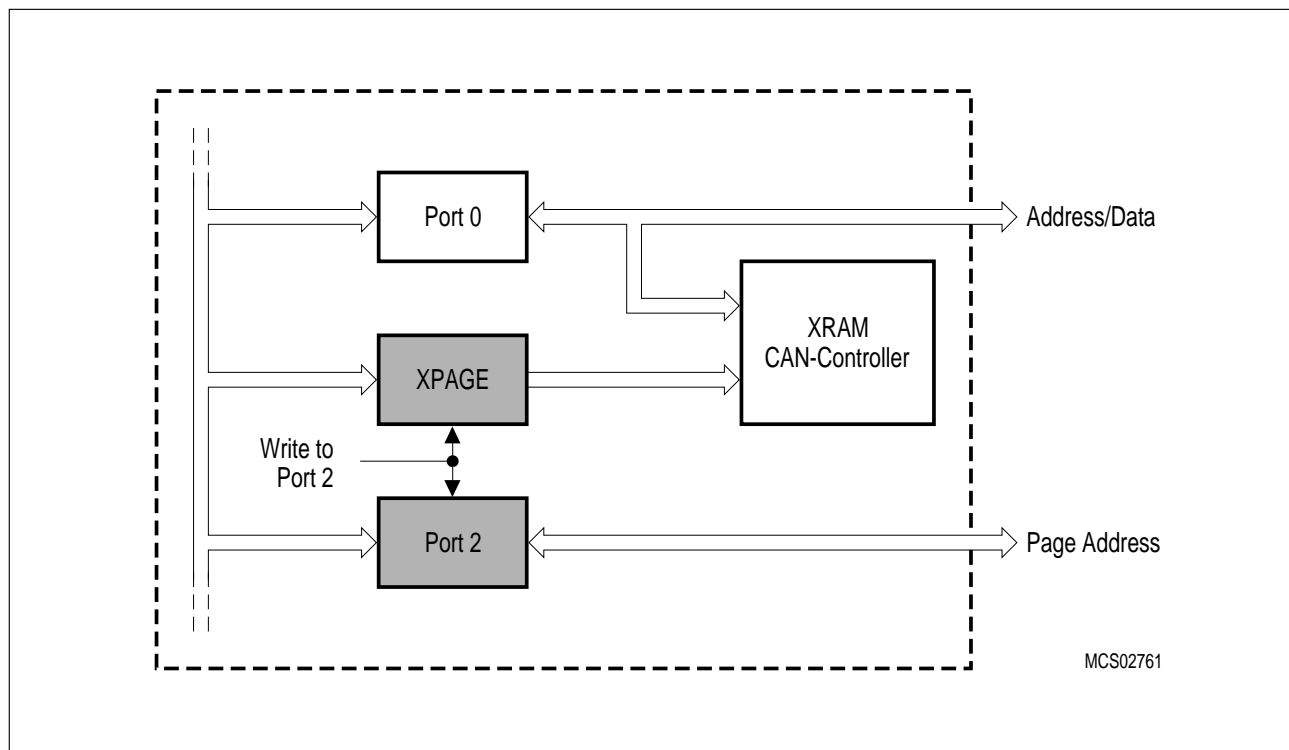 Port 0
Address/Data
XRAM
CAN-Controller
XPAGE
Write to
Port 2
Port 2
Page Address
MCS02761